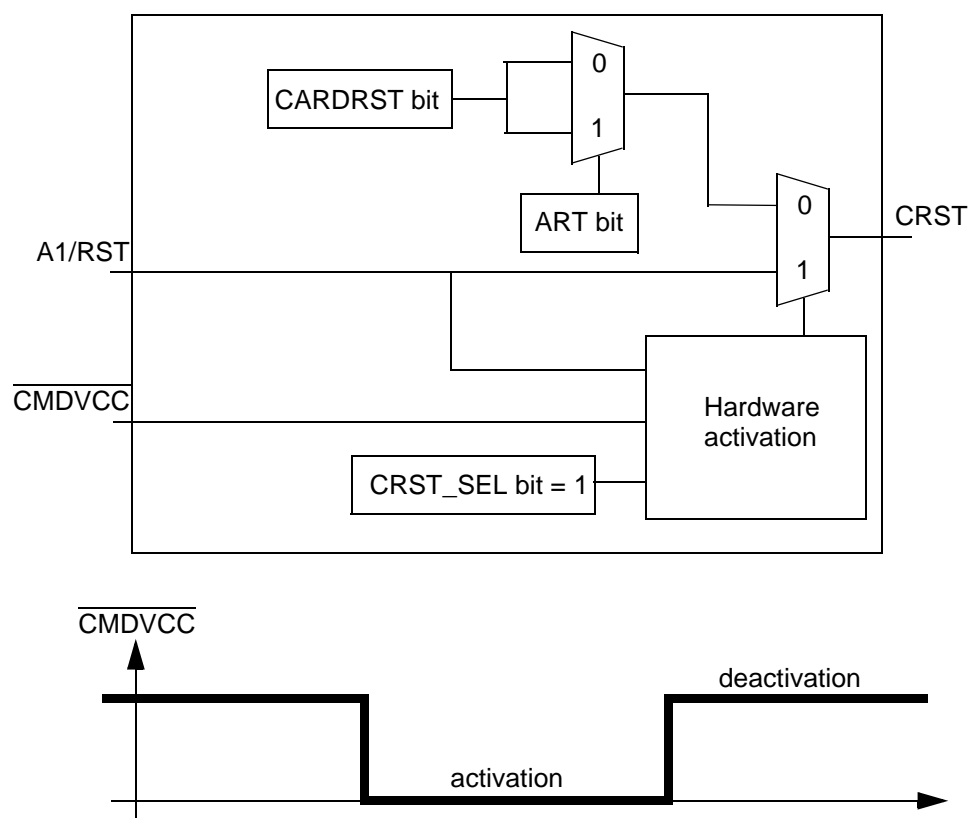 CARDRST bit
0
1
ART bit
0
1
CRST
A1/RST
CMDVCC
Hardware
activation
CRST_SEL bit = 1
CMDVCC
deactivation
activation